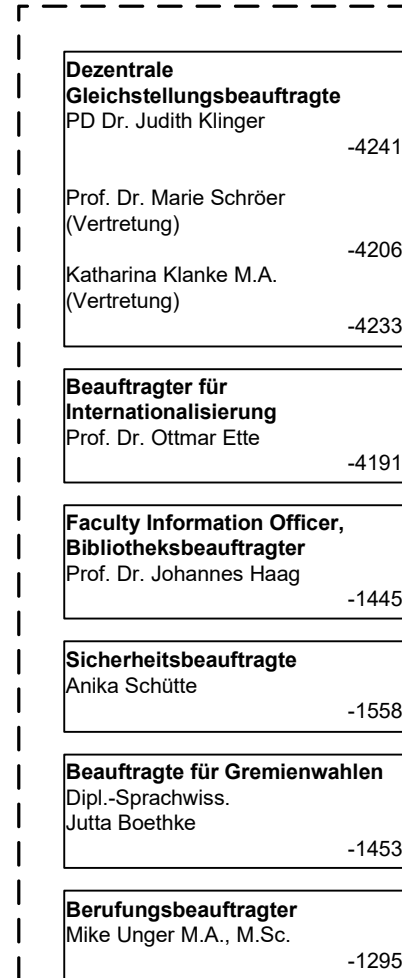 Dezentrale
Gleichstellungsbeauftragte
PD Dr. Judith Klinger
-4241
Prof. Dr. Marie Schröer
(Vertretung)
-4206
Katharina Klanke M.A.
(Vertretung)
-4233
Beauftragter für
Internationalisierung
Prof. Dr. Ottmar Ette
-4191
Faculty Information Officer,
Bibliotheksbeauftragter
Prof. Dr. Johannes Haag
-1445
Sicherheitsbeauftragte
Anika Schütte
-1558
Beauftragte für Gremienwahlen
Dipl.-Sprachwiss.
Jutta Boethke
-1453
Berufungsbeauftragter
Mike Unger M.A., M.Sc.
-1295